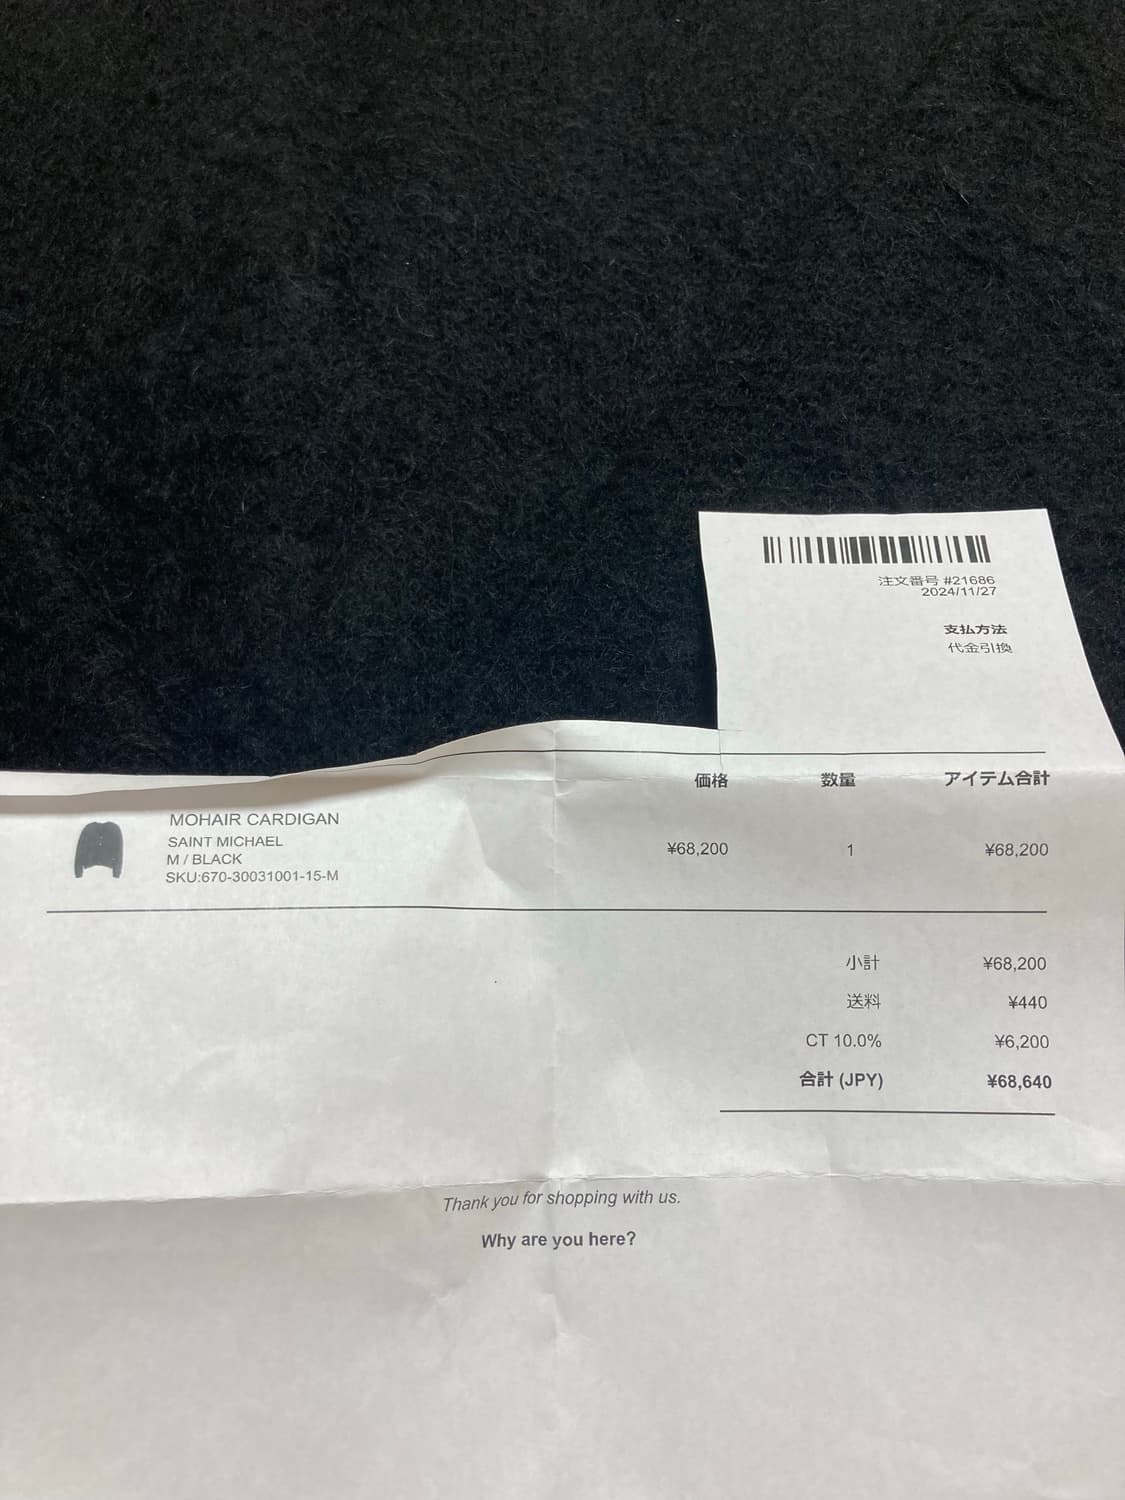 注文番号 #21686
2024/11/27
支払方法
代金引換
価格 数量 アイテム合計
MOHAIR CARDIGAN
SAINT MICHAEL
M / BLACK
SKU:670-30031001-15-M
¥68,200 1 ¥68,200
小計 ¥68,200
送料 ¥440
CT 10.0% ¥6,200
合計 (JPY) ¥68,640
Thank you for shopping with us.
Why are you here?